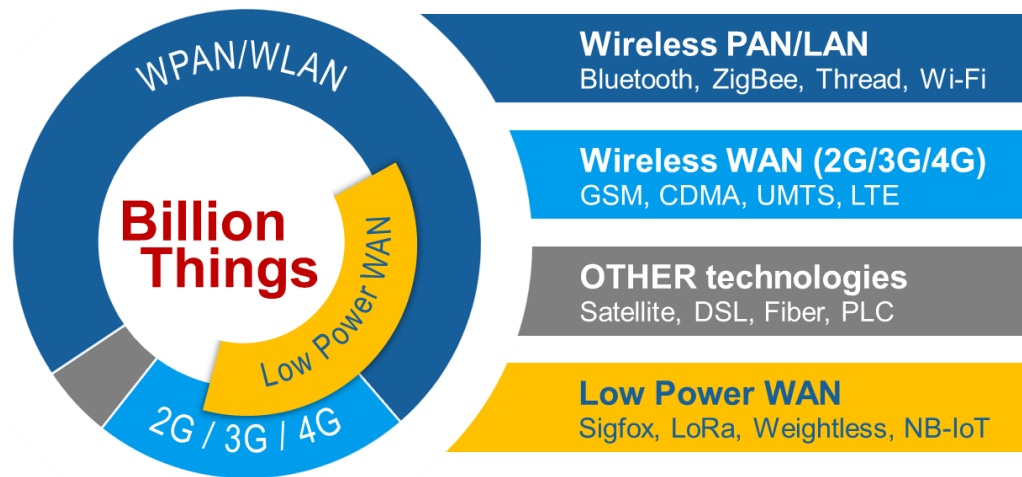 WPAN/WLAN
Billion
Things
Low Power WAN
2G / 3G / 4G
Wireless PAN/LAN
Bluetooth, ZigBee, Thread, Wi-Fi
Wireless WAN (2G/3G/4G)
GSM, CDMA, UMTS, LTE
OTHER technologies
Satellite, DSL, Fiber, PLC
Low Power WAN
Sigfox, LoRa, Weightless, NB-IoT